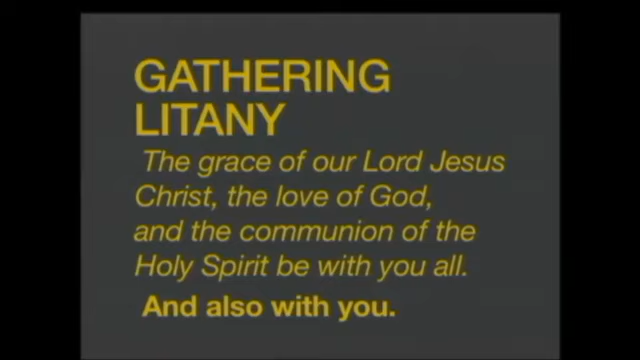 GATHERING
LITANY
The grace of our Lord Jesus
Christ, the love of God,
and the communion of the
Holy Spirit be with you all.
And also with you.